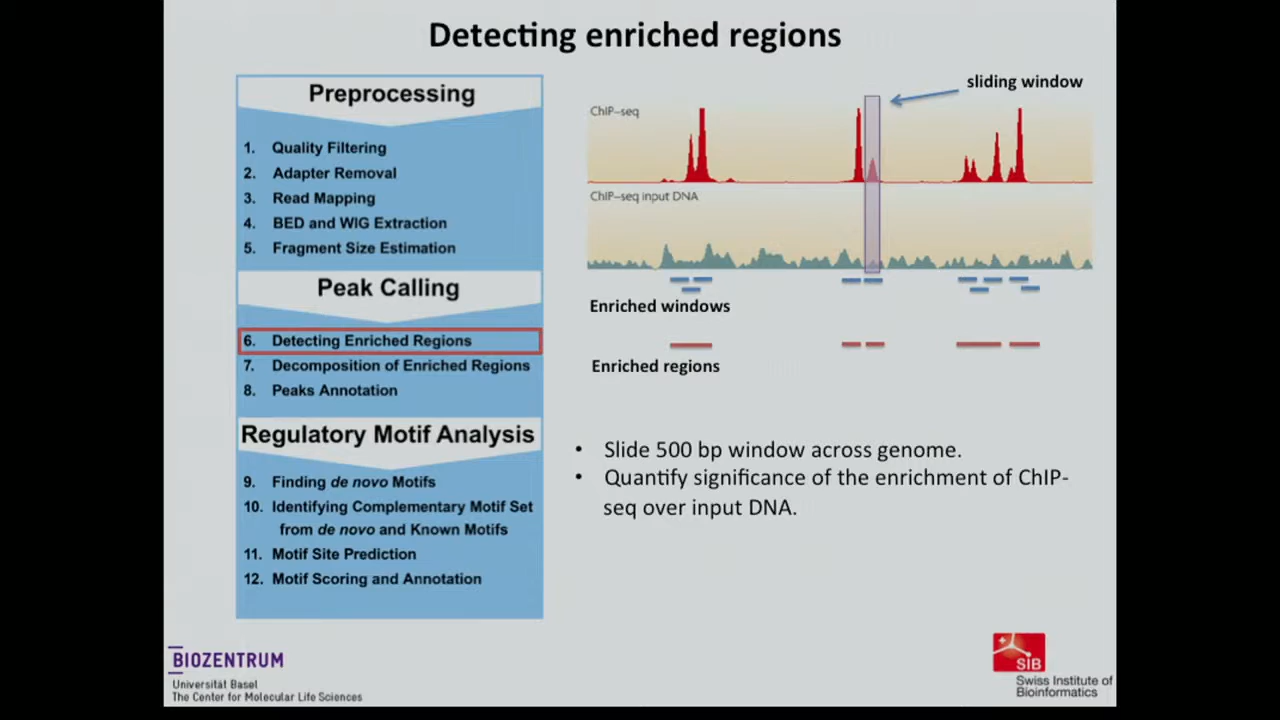 Detecting enriched regions
Preprocessing
1. Quality Filtering
2. Adapter Removal
3. Read Mapping
4. BED and WIG Extraction
5. Fragment Size Estimation
Peak Calling
6. Detecting Enriched Regions
7. Decomposition of Enriched Regions
8. Peaks Annotation
Regulatory Motif Analysis
9. Finding de novo Motifs
10. Identifying Complementary Motif Set
from de novo and Known Motifs
11. Motif Site Prediction
12. Motif Scoring and Annotation
sliding window
ChIP–seq
ChIP–seq input DNA
Enriched windows
Enriched regions
• Slide 500 bp window across genome.
• Quantify significance of the enrichment of ChIP-
seq over input DNA.
BIOZENTRUM
Universität Basel
The Center for Molecular Life Sciences
SIB
Swiss Institute of
Bioinformatics